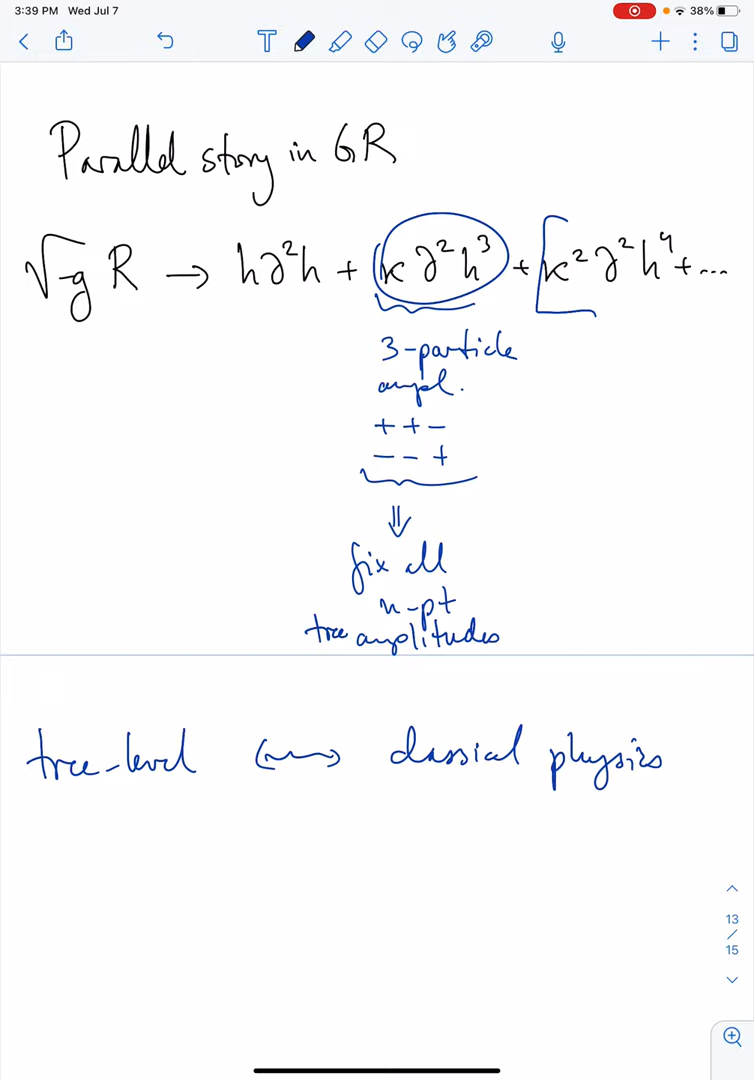 3:39 PM Wed Jul 7
38%
T
Parallel story in GR
√-g R → h∂²h + (κ∂²h³) + [κ²∂²h⁴ + ...
3-particle
ampl.
+ + -
- - +
⇓
fix all
n-pt
tree amplitudes
tree-level ↔ classical physics
13
/
15